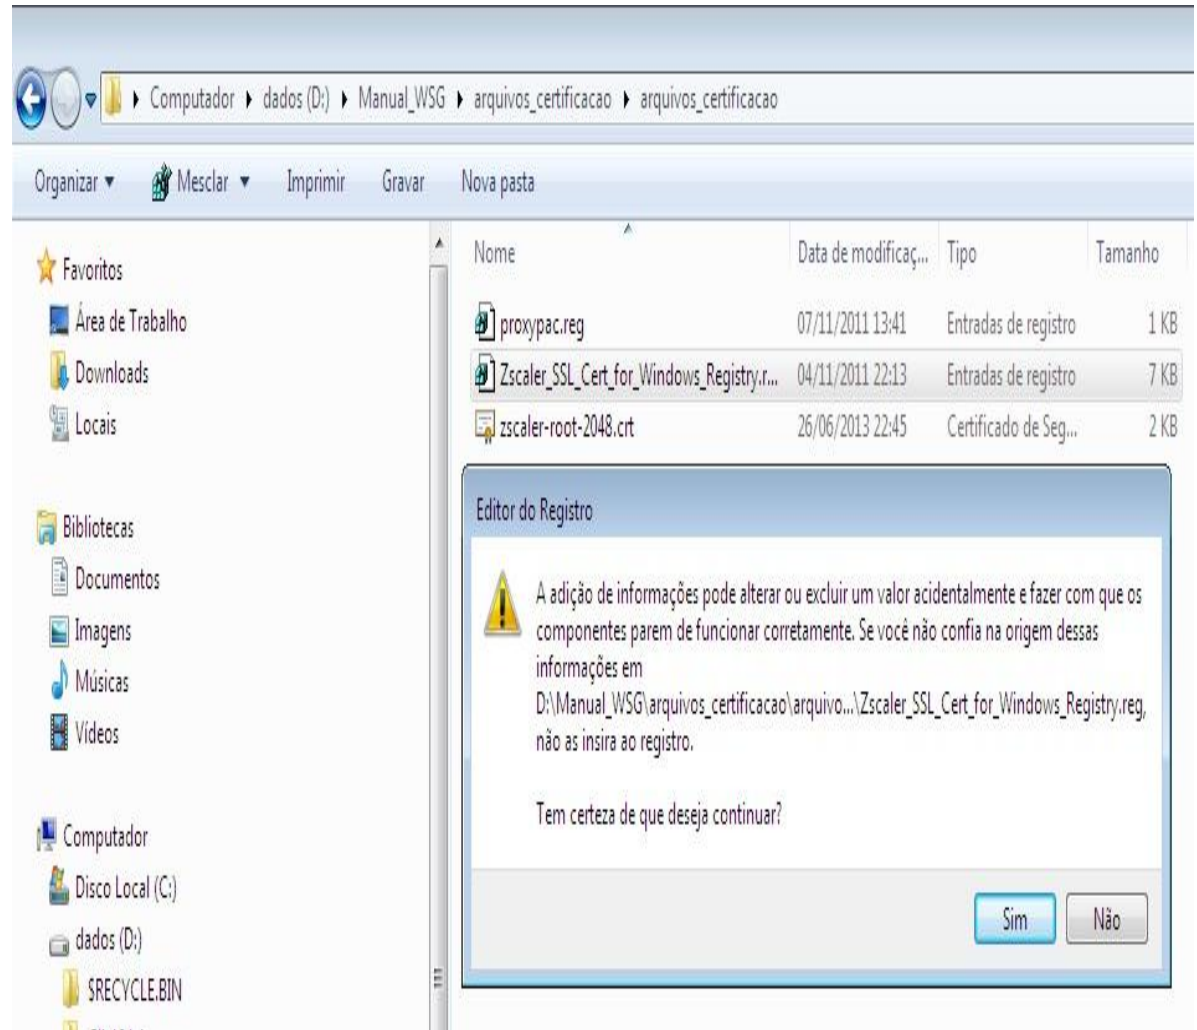 Computador dados (D:) Manual_WSG arquivos_certificacao arquivos_certificacao
Organizar Mesclar Imprimir Gravar Nova pasta
Favoritos
Área de Trabalho
Downloads
Locais
Bibliotecas
Documentos
Imagens
Músicas
Vídeos
Computador
Disco Local (C:)
dados (D:)
$RECYCLE.BIN
Nome Data de modificaç... Tipo Tamanho
proxypac.reg 07/11/2011 13:41 Entradas de registro 1 KB
Zscaler_SSL_Cert_for_Windows_Registry.r... 04/11/2011 22:13 Entradas de registro 7 KB
zscaler-root-2048.crt 26/06/2013 22:45 Certificado de Seg... 2 KB
Editor do Registro
A adição de informações pode alterar ou excluir um valor acidentalmente e fazer com que os
componentes parem de funcionar corretamente. Se você não confia na origem dessas
informações em
D:\Manual_WSG\arquivos_certificacao\arquivo...\Zscaler_SSL_Cert_for_Windows_Registry.reg,
não as insira ao registro.
Tem certeza de que deseja continuar?
Sim Não